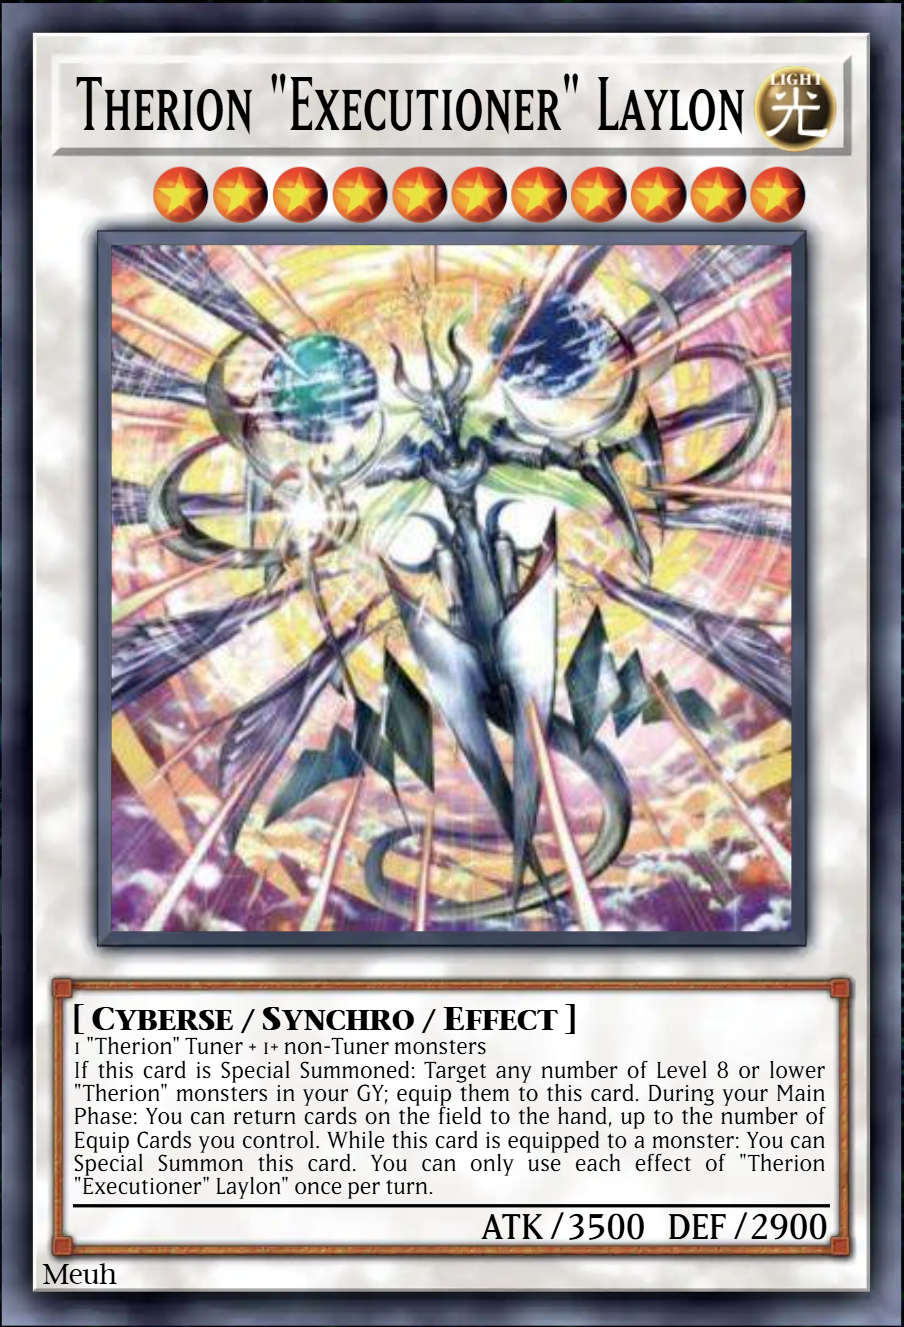 Therion "Executioner" Laylon
LIGHT
光
[ Cyberse / Synchro / Effect ]
1 "Therion" Tuner + 1+ non-Tuner monsters
If this card is Special Summoned: Target any number of Level 8 or lower
"Therion" monsters in your GY; equip them to this card. During your Main
Phase: You can return cards on the field to the hand, up to the number of
Equip Cards you control. While this card is equipped to a monster: You can
Special Summon this card. You can only use each effect of "Therion
"Executioner" Laylon" once per turn.
ATK/3500 DEF/2900
Meuh